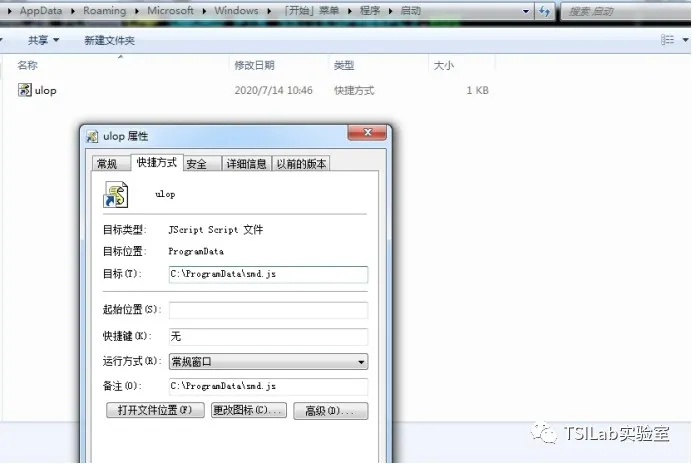 AppData Roaming Microsoft Windows 「开始」菜单 程序 启动 搜索 启动
共享 新建文件夹
名称 修改日期 类型 大小
ulop 2020/7/14 10:46 快捷方式 1 KB
ulop 属性
常规 快捷方式 安全 详细信息 以前的版本
ulop
目标类型: JScript Script 文件
目标位置: ProgramData
目标(T): C:\ProgramData\smd.js
起始位置(S):
快捷键(K): 无
运行方式(R): 常规窗口
备注(O): C:\ProgramData\smd.js
打开文件位置(F) 更改图标(C)... 高级(D)...
TSILab实验室